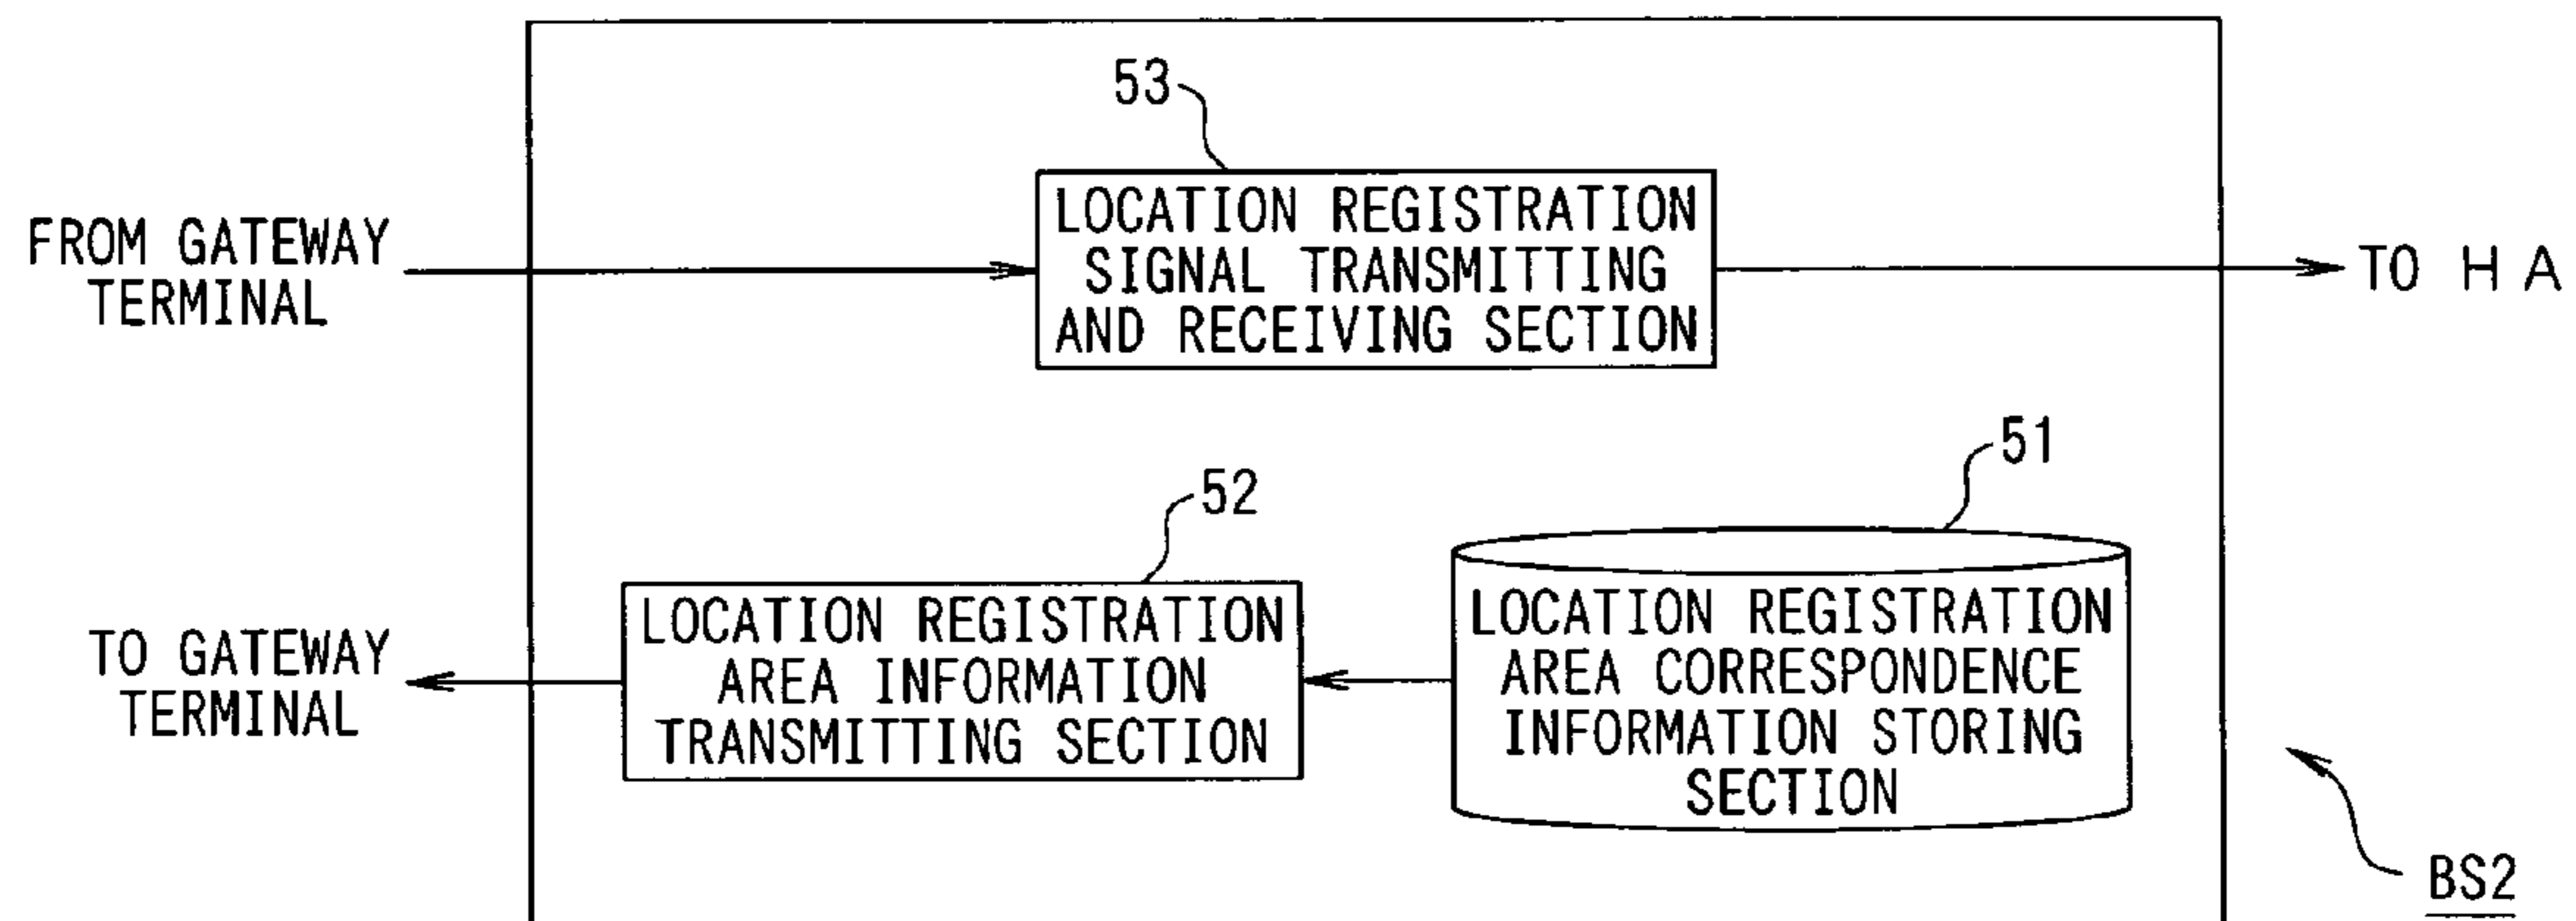 53
LOCATION REGISTRATION
SIGNAL TRANSMITTING
AND RECEIVING SECTION
FROM GATEWAY
TERMINAL
TO H A
51
52
LOCATION REGISTRATION
AREA INFORMATION
TRANSMITTING SECTION
LOCATION REGISTRATION
AREA CORRESPONDENCE
INFORMATION STORING
SECTION
TO GATEWAY
TERMINAL
BS2